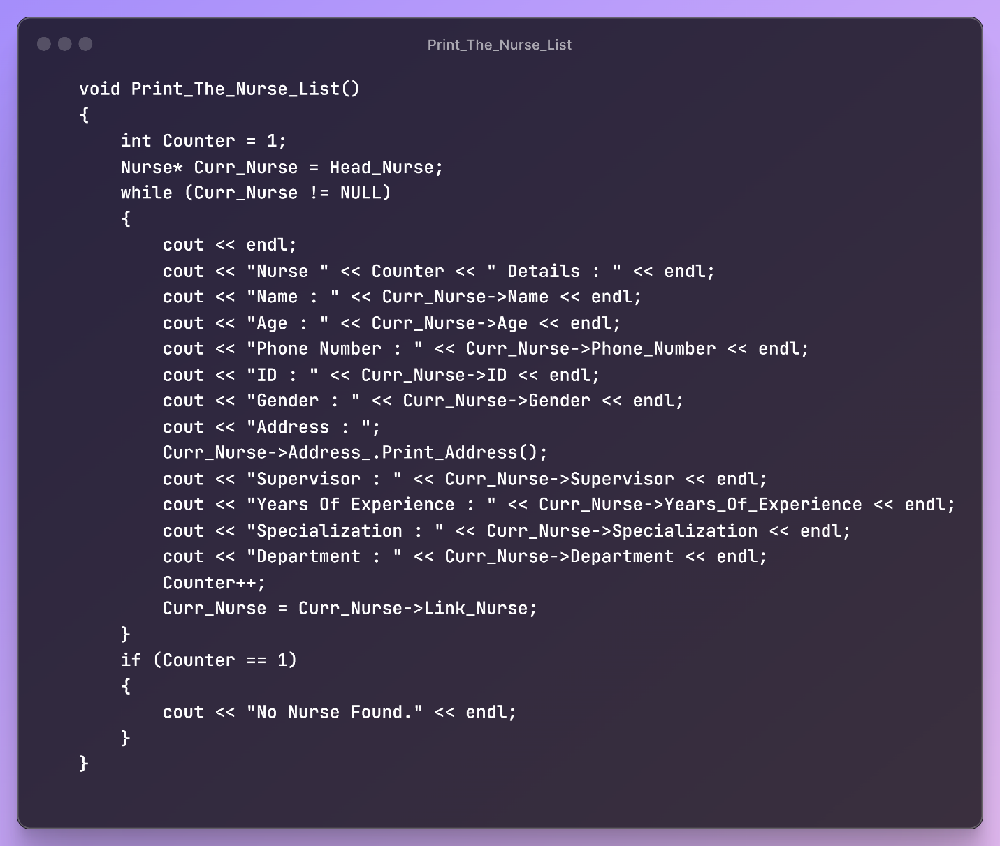 Print_The_Nurse_List
void Print_The_Nurse_List()
{
    int Counter = 1;
    Nurse* Curr_Nurse = Head_Nurse;
    while (Curr_Nurse != NULL)
    {
        cout << endl;
        cout << "Nurse " << Counter << " Details : " << endl;
        cout << "Name : " << Curr_Nurse->Name << endl;
        cout << "Age : " << Curr_Nurse->Age << endl;
        cout << "Phone Number : " << Curr_Nurse->Phone_Number << endl;
        cout << "ID : " << Curr_Nurse->ID << endl;
        cout << "Gender : " << Curr_Nurse->Gender << endl;
        cout << "Address : ";
        Curr_Nurse->Address_.Print_Address();
        cout << "Supervisor : " << Curr_Nurse->Supervisor << endl;
        cout << "Years Of Experience : " << Curr_Nurse->Years_Of_Experience << endl;
        cout << "Specialization : " << Curr_Nurse->Specialization << endl;
        cout << "Department : " << Curr_Nurse->Department << endl;
        Counter++;
        Curr_Nurse = Curr_Nurse->Link_Nurse;
    }
    if (Counter == 1)
    {
        cout << "No Nurse Found." << endl;
    }
}